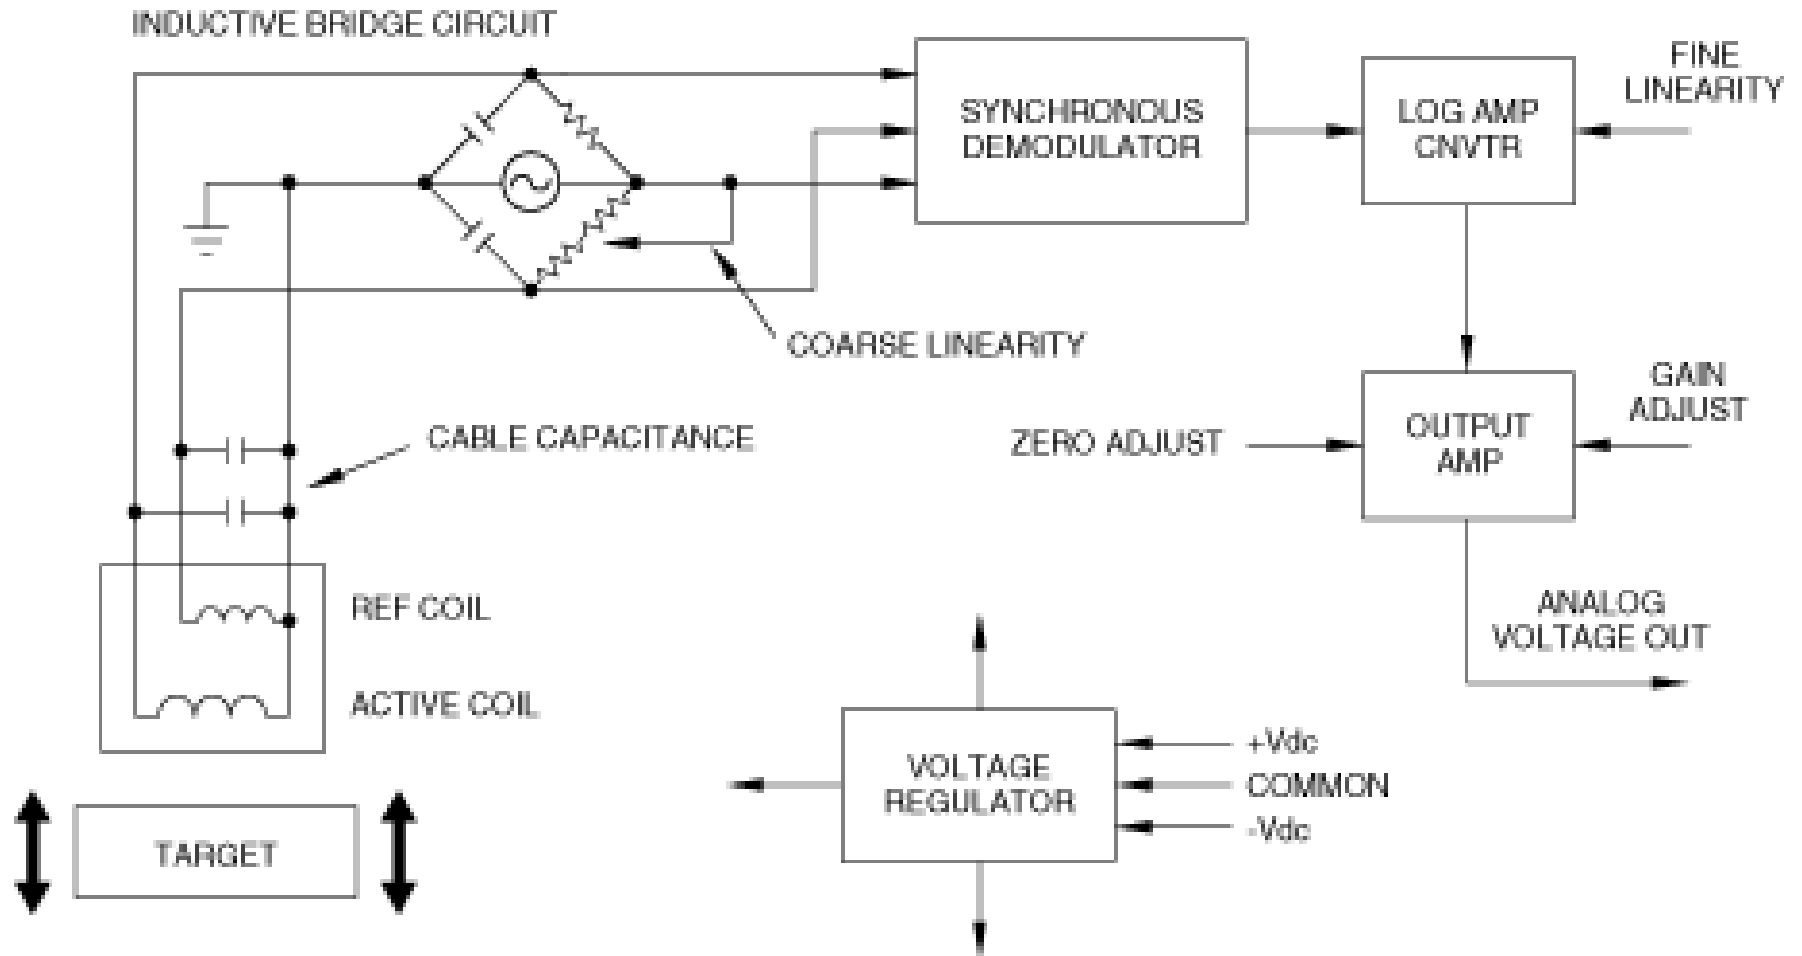 INDUCTIVE BRIDGE CIRCUIT
SYNCHRONOUS
DEMODULATOR
LOG AMP
CNVTR
FINE
LINEARITY
COARSE LINEARITY
CABLE CAPACITANCE
ZERO ADJUST
OUTPUT
AMP
GAIN
ADJUST
REF COIL
ACTIVE COIL
ANALOG
VOLTAGE OUT
TARGET
VOLTAGE
REGULATOR
+Vdc
COMMON
-Vdc